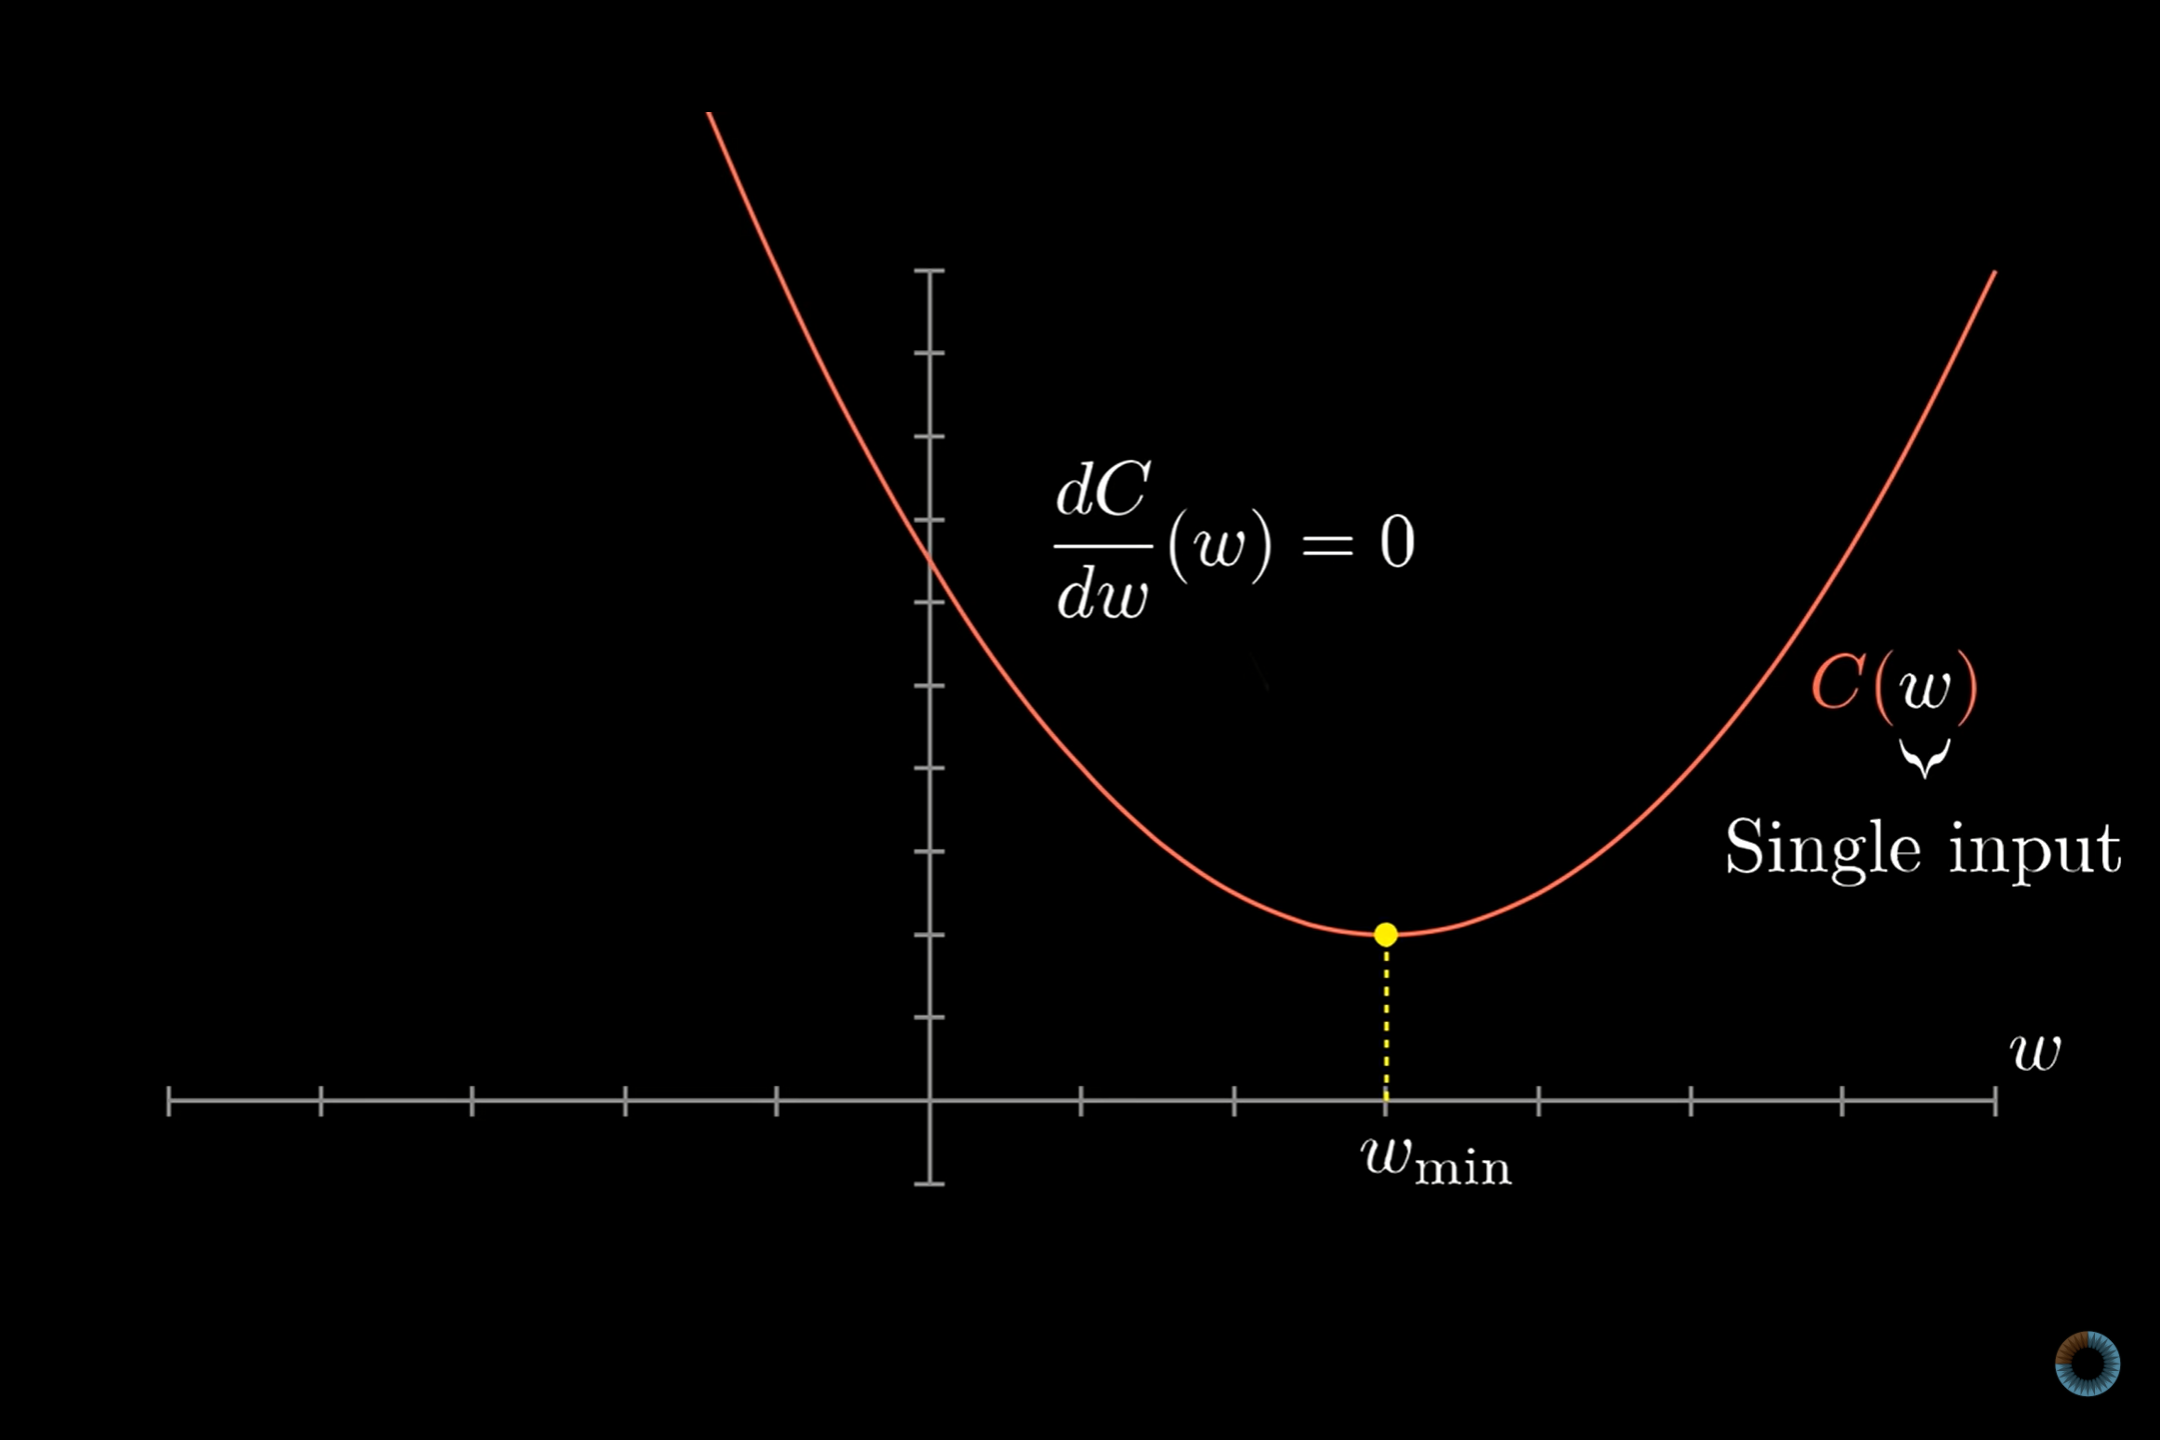 dC/dw (w) = 0
C(w)
Single input
w
w_min